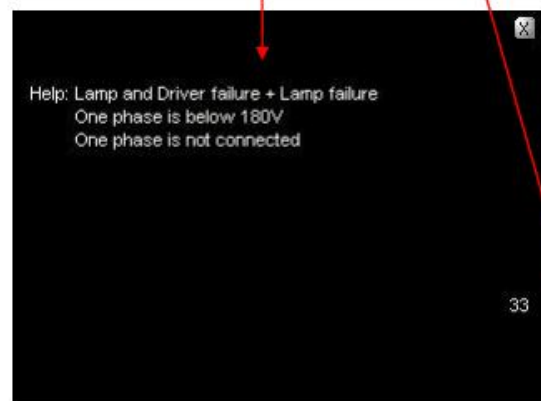 X
Help: Lamp and Driver failure + Lamp failure
One phase is below 180V
One phase is not connected
33